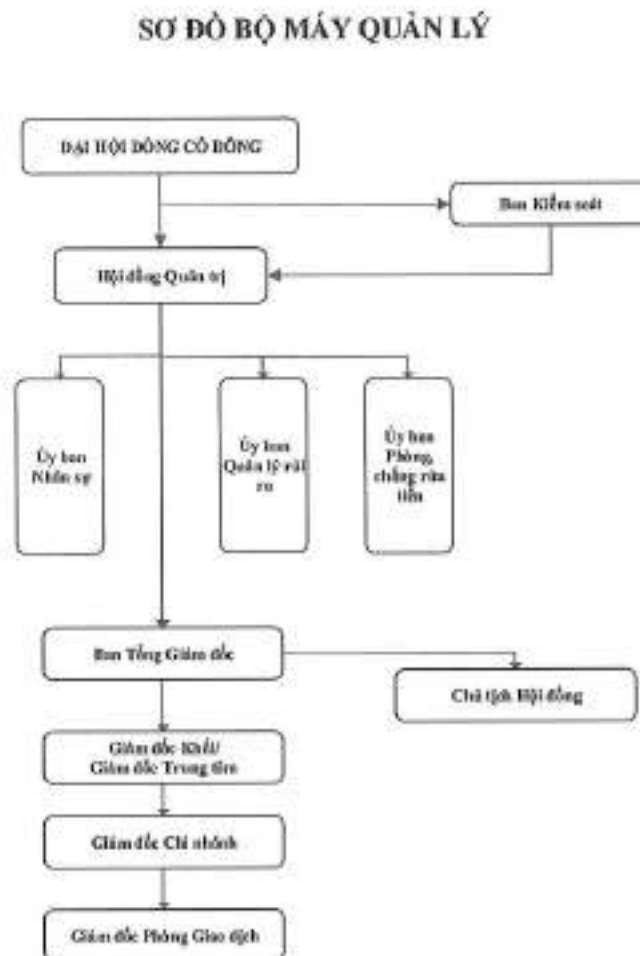 SƠ ĐỒ BỘ MÁY QUẢN LÝ
ĐẠI HỘI ĐỒNG CỔ ĐÔNG
Ban Kiểm soát
Hội đồng Quản trị
Ủy ban
Nhân sự
Ủy ban
Quản lý rủi
ro
Ủy ban
Phòng,
chống rửa
tiền
Ban Tổng Giám đốc
Chủ tịch Hội đồng
Giám đốc Khối/
Giám đốc Trung tâm
Giám đốc Chi nhánh
Giám đốc Phòng Giao dịch